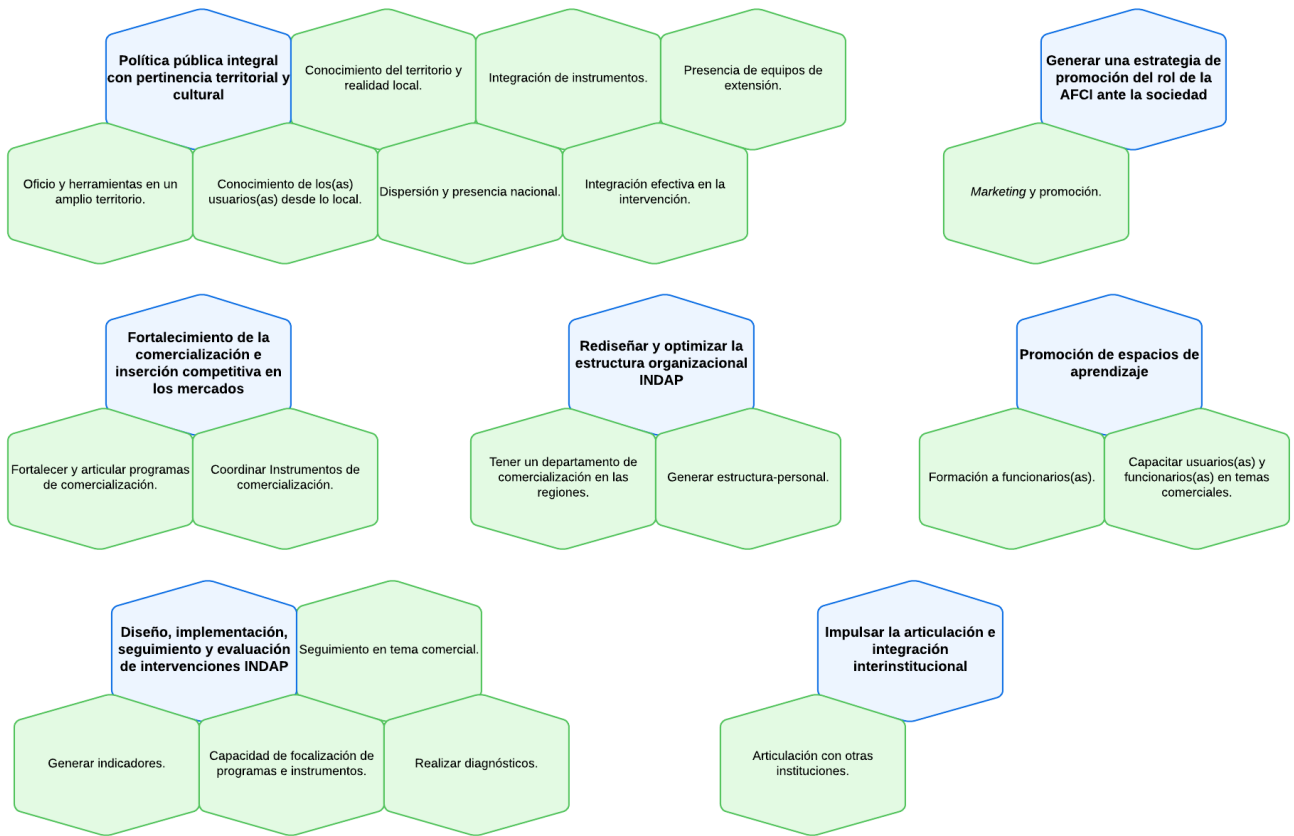 Política pública integral
con pertinencia territorial y
cultural
Conocimiento del territorio y
realidad local.
Integración de instrumentos.
Presencia de equipos de
extensión.
Oficio y herramientas en un
amplio territorio.
Conocimiento de los(as)
usuarios(as) desde lo local.
Dispersión y presencia nacional.
Integración efectiva en la
intervención.
Generar una estrategia de
promoción del rol de la
AFCI ante la sociedad
Marketing y promoción.
Fortalecimiento de la
comercialización e
inserción competitiva en
los mercados
Fortalecer y articular programas
de comercialización.
Coordinar Instrumentos de
comercialización.
Rediseñar y optimizar la
estructura organizacional
INDAP
Tener un departamento de
comercialización en las
regiones.
Generar estructura-personal.
Promoción de espacios de
aprendizaje
Formación a funcionarios(as).
Capacitar usuarios(as) y
funcionarios(as) en temas
comerciales.
Diseño, implementación,
seguimiento y evaluación
de intervenciones INDAP
Seguimiento en tema comercial.
Generar indicadores.
Capacidad de focalización de
programas e instrumentos.
Realizar diagnósticos.
Impulsar la articulación e
integración
interinstitucional
Articulación con otras
instituciones.